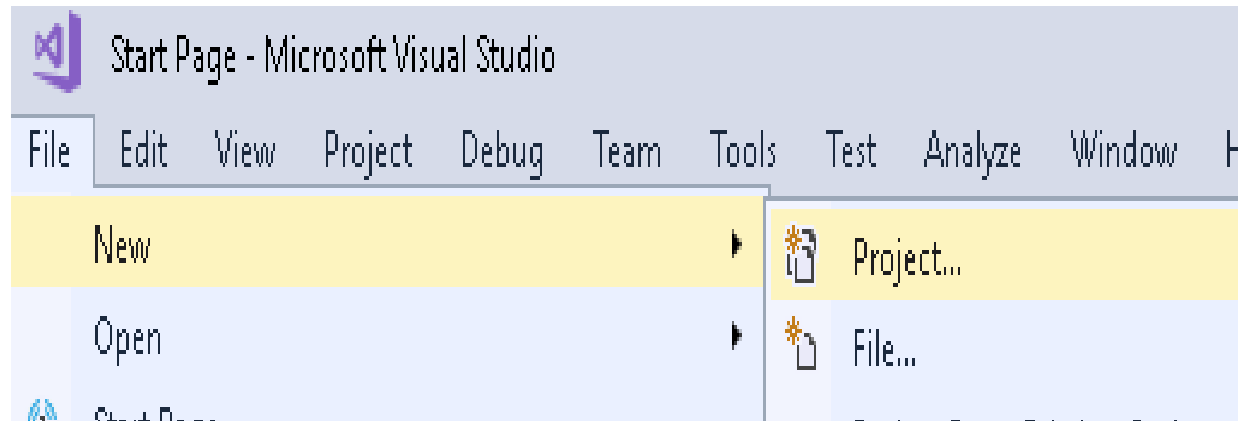 Start Page - Microsoft Visual Studio
File Edit View Project Debug Team Tools Test Analyze Window
New Project...
Open File...